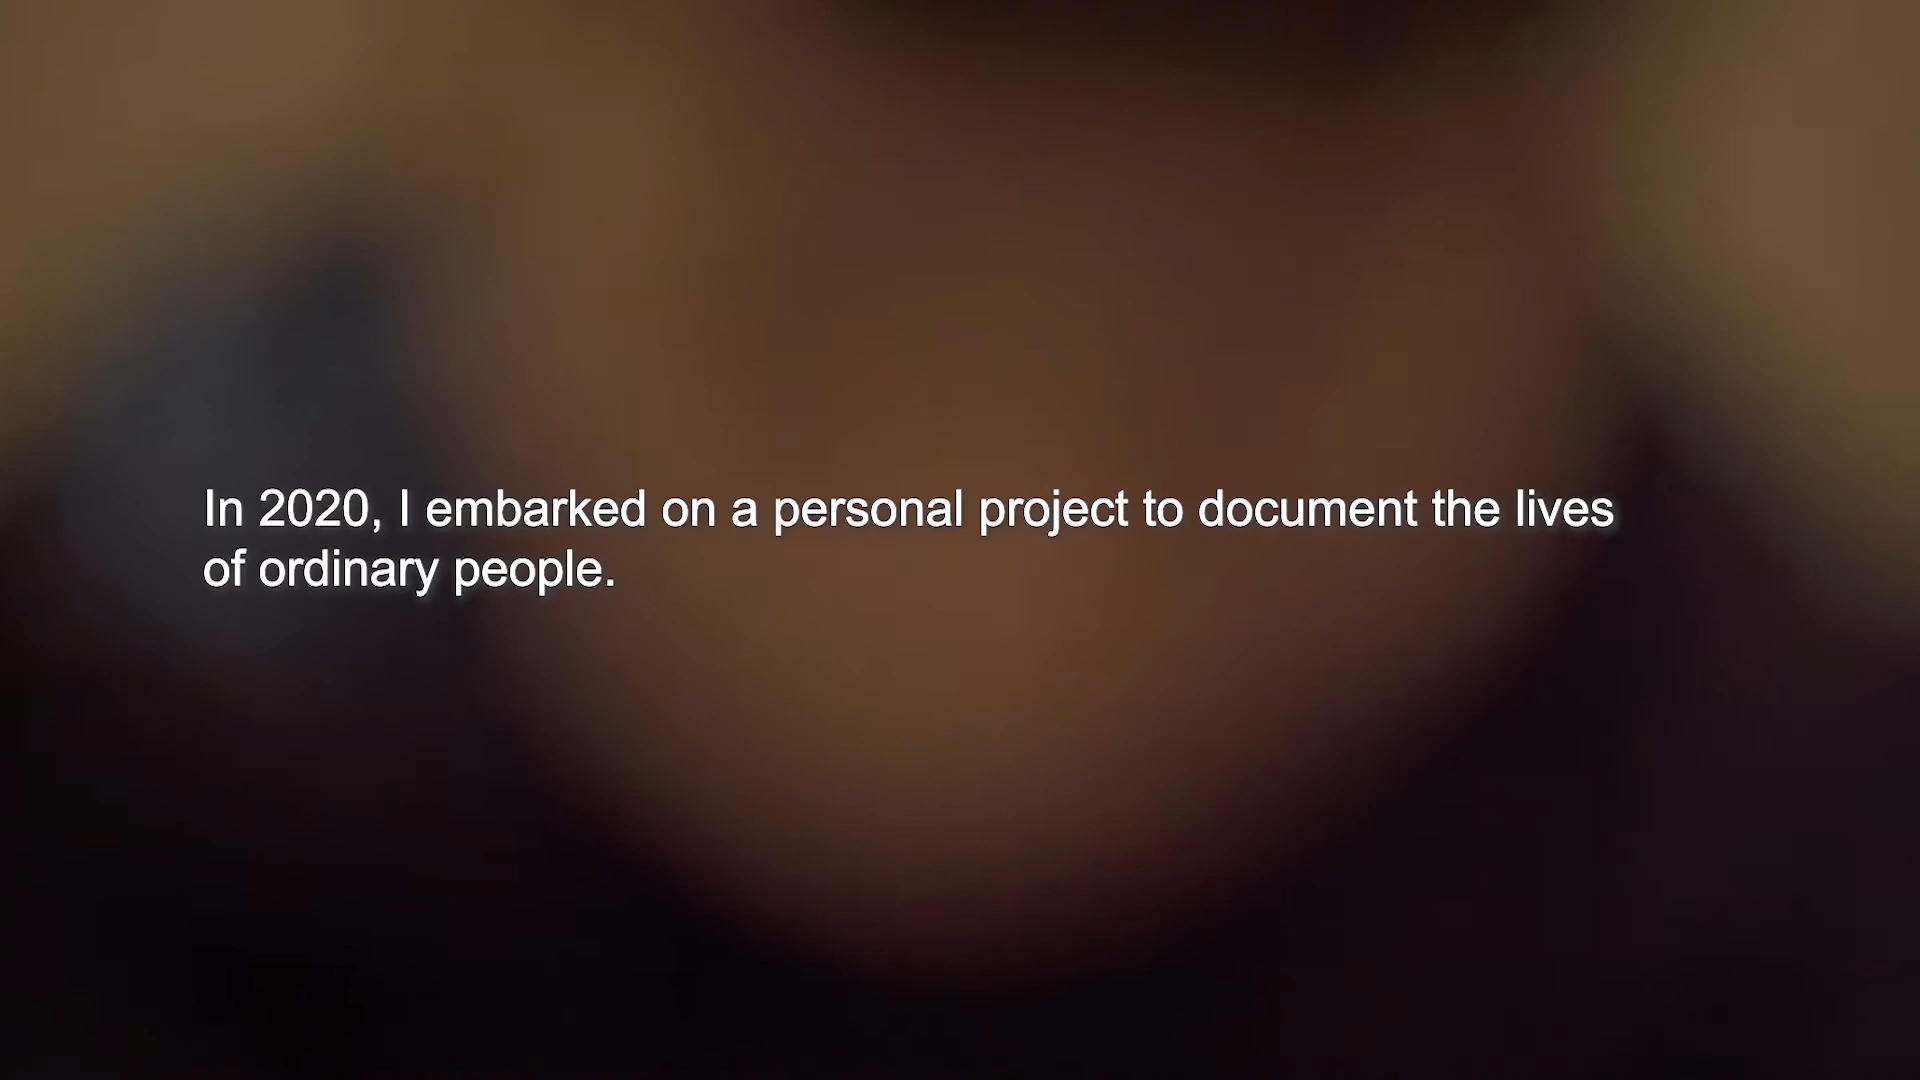 In 2020, I embarked on a personal project to document the lives
of ordinary people.